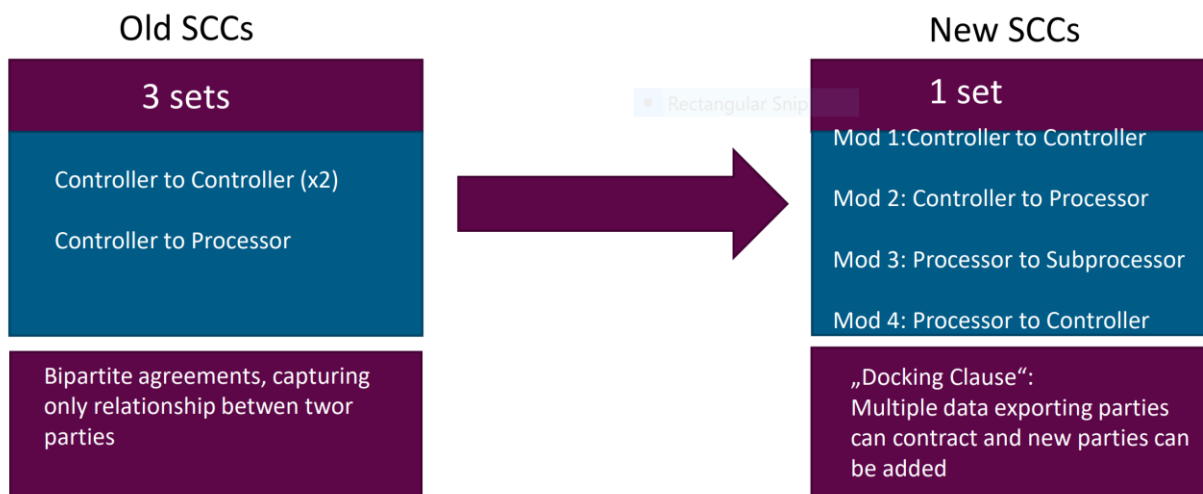 Old SCCs
3 sets
Controller to Controller (x2)
Controller to Processor
Bipartite agreements, capturing
only relationship betwen twor
parties
Rectangular Snip
New SCCs
1 set
Mod 1:Controller to Controller
Mod 2: Controller to Processor
Mod 3: Processor to Subprocessor
Mod 4: Processor to Controller
„Docking Clause“:
Multiple data exporting parties
can contract and new parties can
be added